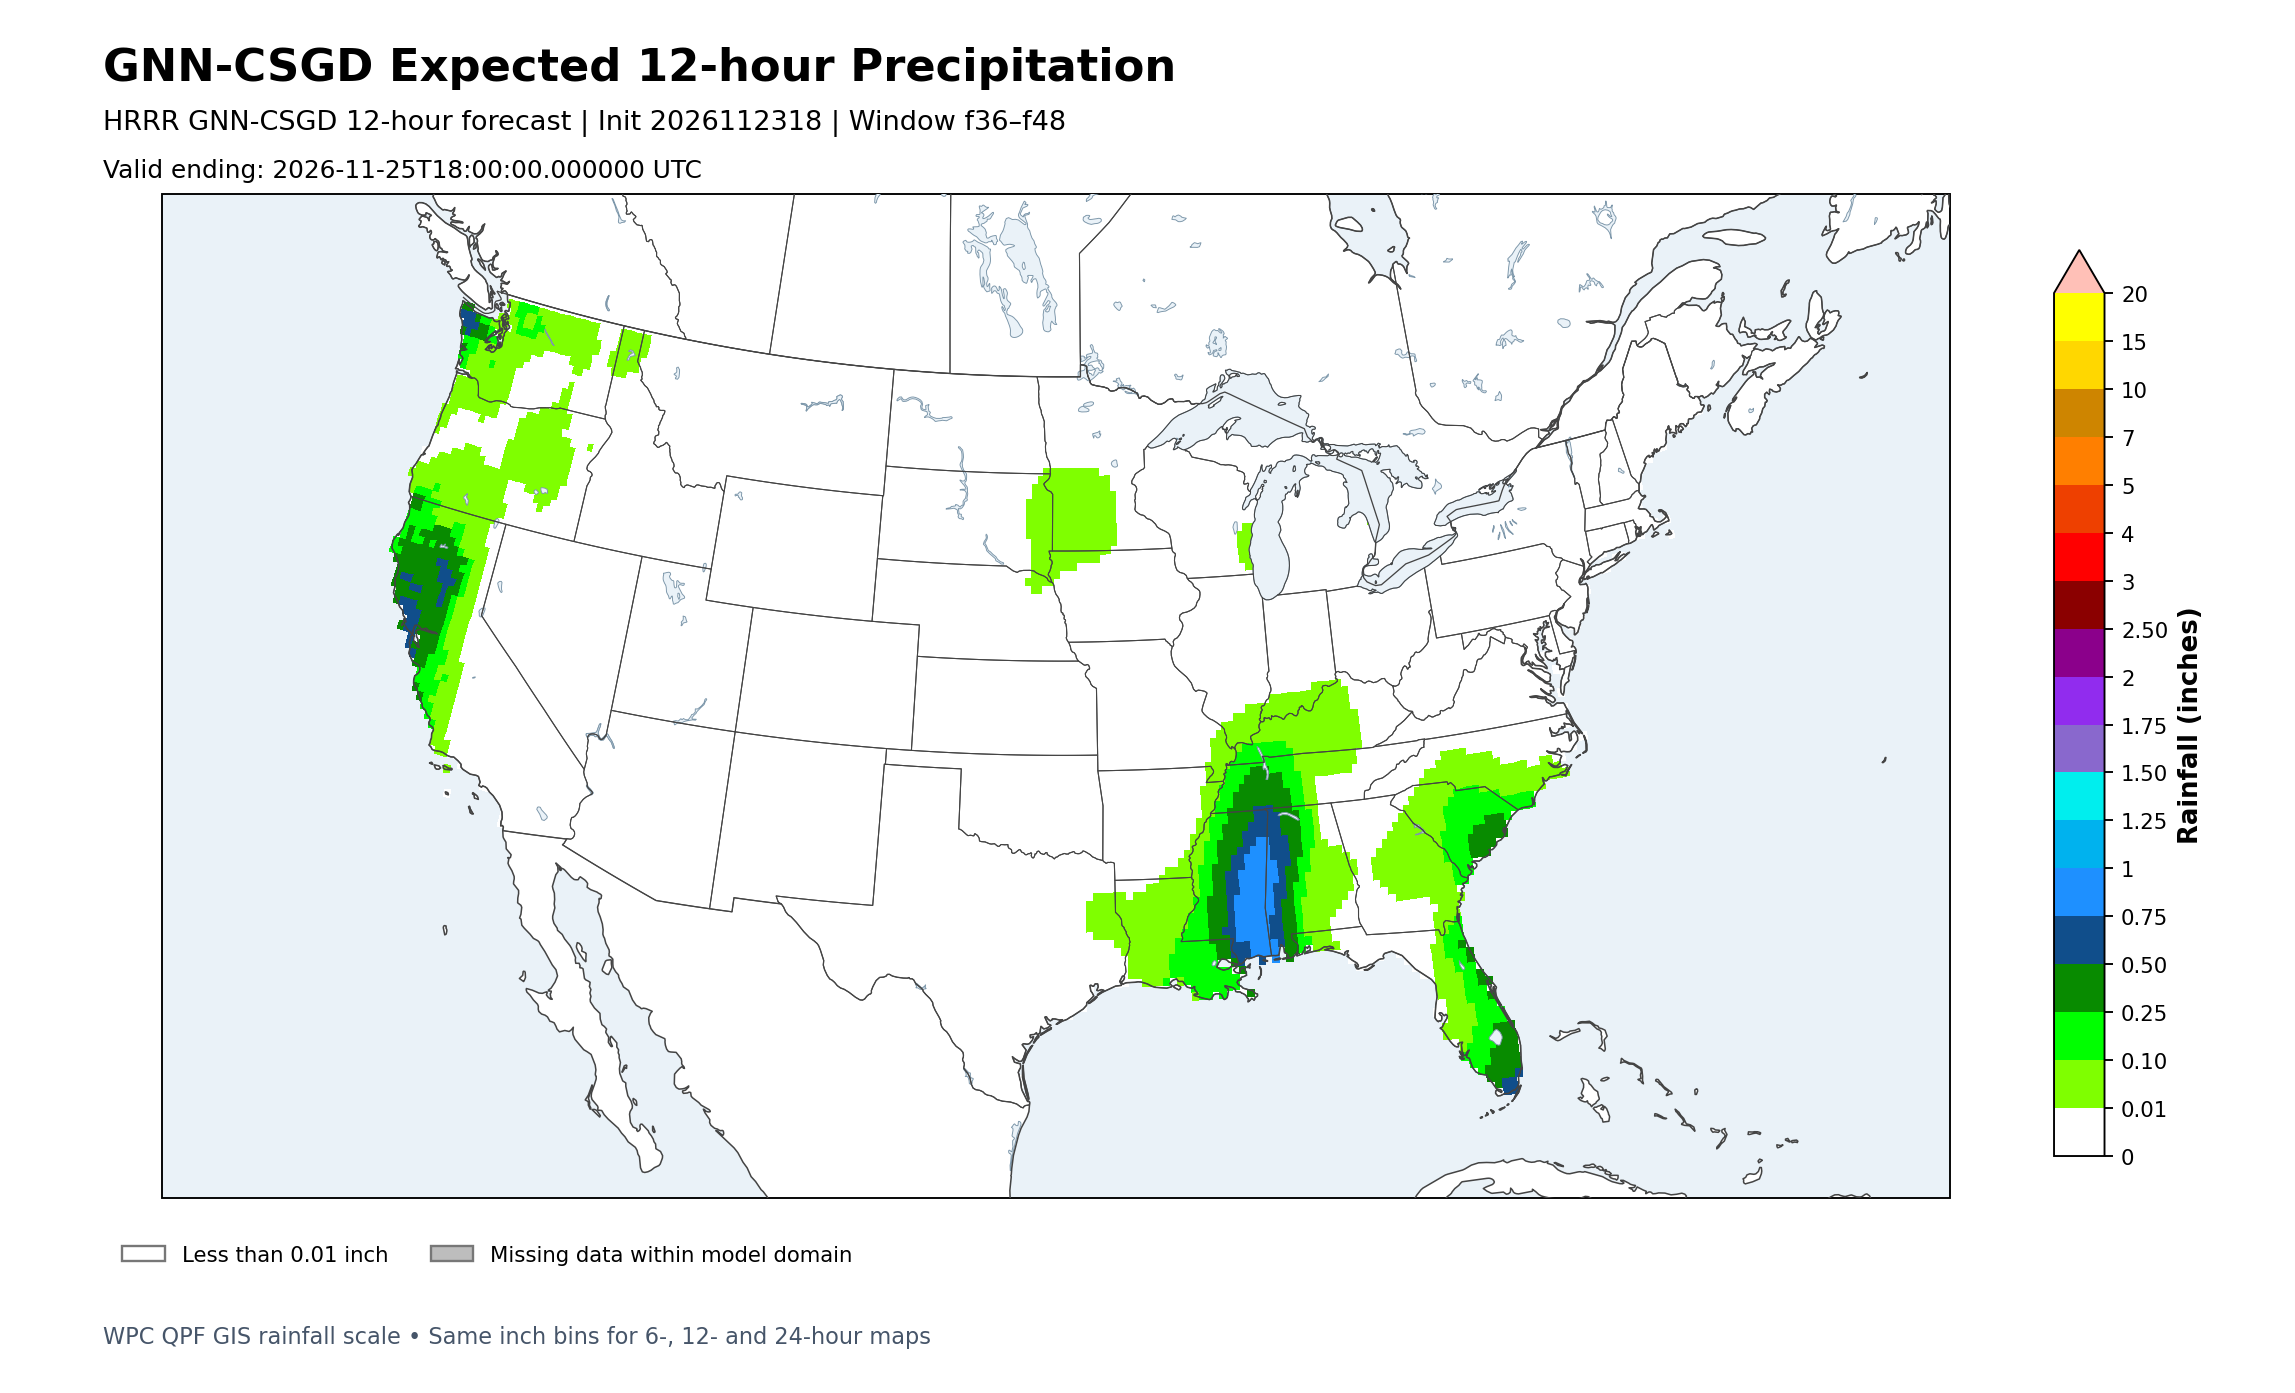 GNN-CSGD Expected 12-hour Precipitation
HRRR GNN-CSGD 12-hour forecast | Init 2026112318 | Window f36–f48
Valid ending: 2026-11-25T18:00:00.000000 UTC
20
15
10
7
5
4
3
2.50
2
1.75
1.50
1.25
1
0.75
0.50
0.25
0.10
0.01
0
Rainfall (inches)
Less than 0.01 inch
Missing data within model domain
WPC QPF GIS rainfall scale • Same inch bins for 6-, 12- and 24-hour maps